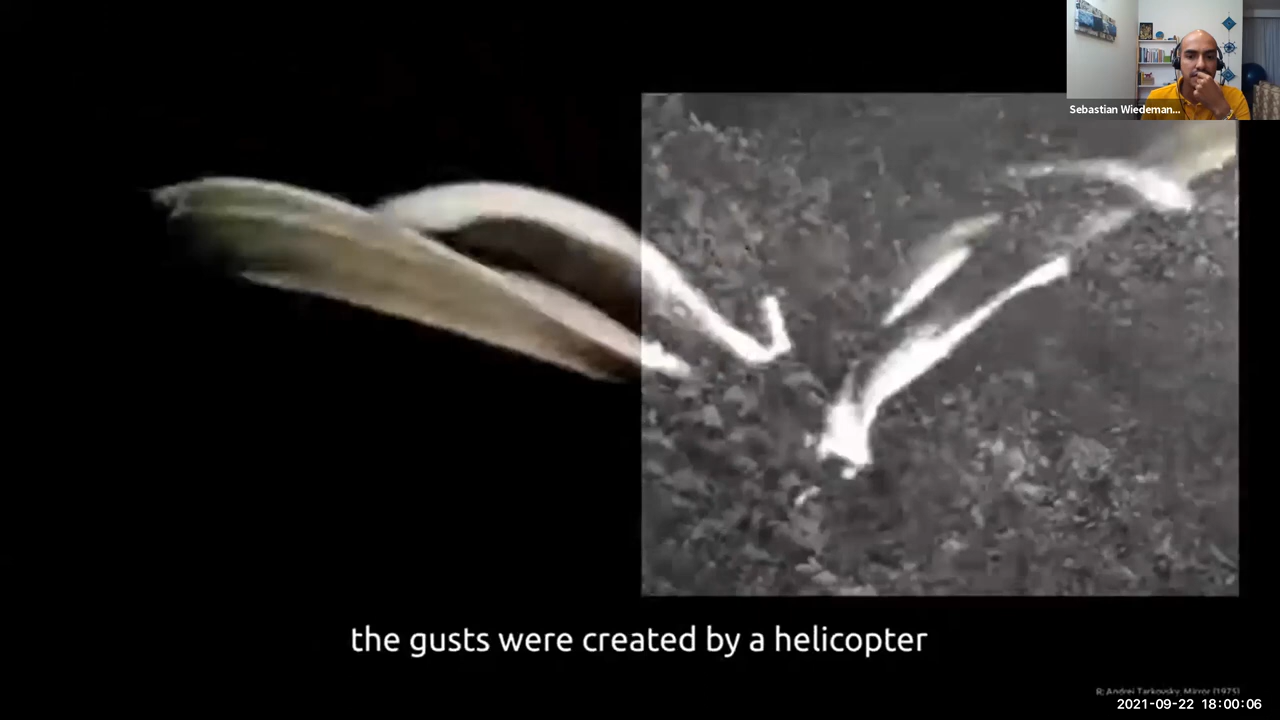 Sebastian Wiedeman...
the gusts were created by a helicopter
R: Andrei Tarkovsky, Mirror (1975)
2021-09-22 18:00:06